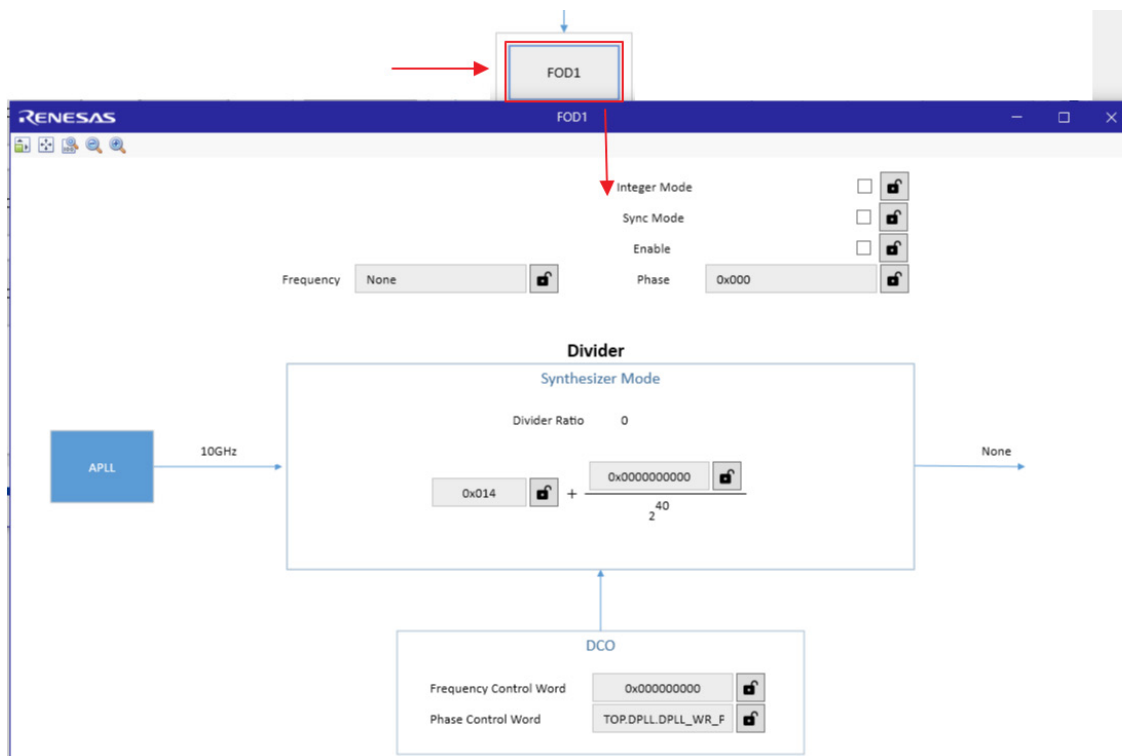 FOD1
RENESAS FOD1
Integer Mode
Sync Mode
Enable
Frequency None Phase 0x000
Divider
Synthesizer Mode
Divider Ratio 0
10GHz None
APLL
0x014 + 0x0000000000
2^40
DCO
Frequency Control Word 0x000000000
Phase Control Word TOP.DPLL.DPLL_WR_F